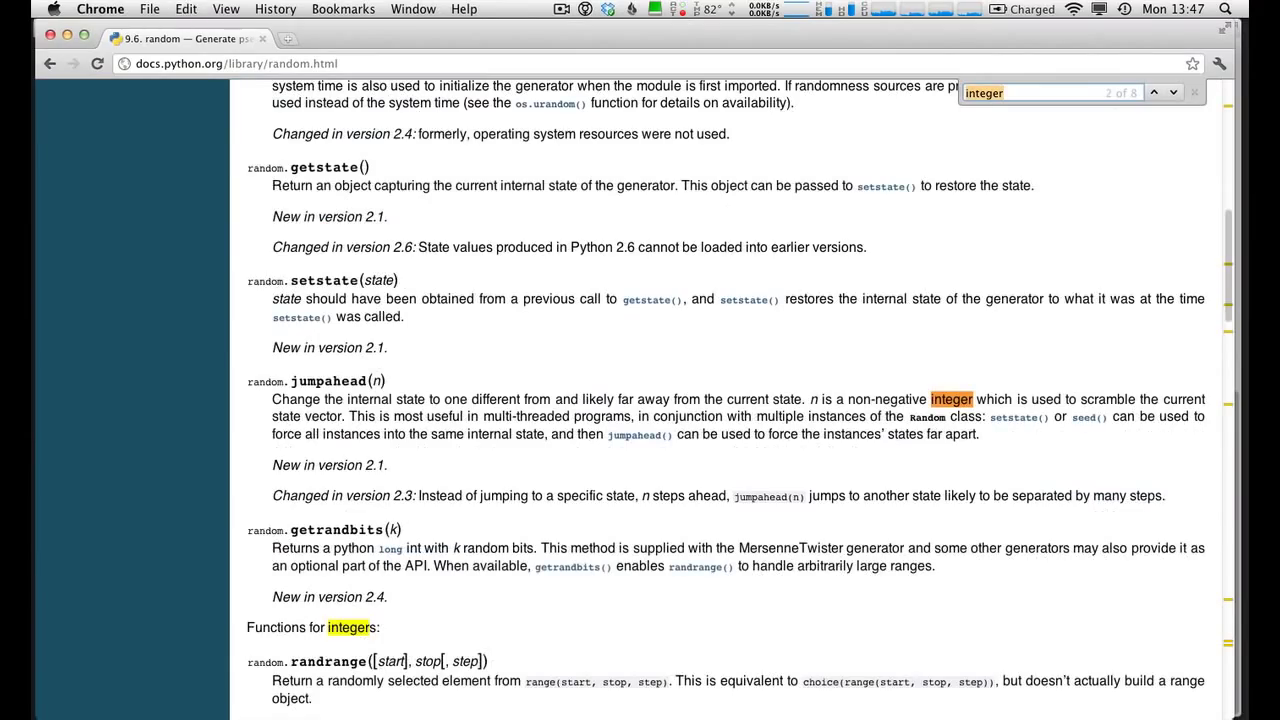 Chrome File Edit View History Bookmarks Window Help 82° 0.0KB/s 0.0KB/s Charged Mon 13:47
9.6. random — Generate pse
docs.python.org/library/random.html
integer 2 of 8
system time is also used to initialize the generator when the module is first imported. If randomness sources are pr
used instead of the system time (see the os.urandom() function for details on availability).
Changed in version 2.4: formerly, operating system resources were not used.
random.getstate()
Return an object capturing the current internal state of the generator. This object can be passed to setstate() to restore the state.
New in version 2.1.
Changed in version 2.6: State values produced in Python 2.6 cannot be loaded into earlier versions.
random.setstate(state)
state should have been obtained from a previous call to getstate(), and setstate() restores the internal state of the generator to what it was at the time
setstate() was called.
New in version 2.1.
random.jumpahead(n)
Change the internal state to one different from and likely far away from the current state. n is a non-negative integer which is used to scramble the current
state vector. This is most useful in multi-threaded programs, in conjunction with multiple instances of the Random class: setstate() or seed() can be used to
force all instances into the same internal state, and then jumpahead() can be used to force the instances’ states far apart.
New in version 2.1.
Changed in version 2.3: Instead of jumping to a specific state, n steps ahead, jumpahead(n) jumps to another state likely to be separated by many steps.
random.getrandbits(k)
Returns a python long int with k random bits. This method is supplied with the MersenneTwister generator and some other generators may also provide it as
an optional part of the API. When available, getrandbits() enables randrange() to handle arbitrarily large ranges.
New in version 2.4.
Functions for integers:
random.randrange([start], stop[, step])
Return a randomly selected element from range(start, stop, step). This is equivalent to choice(range(start, stop, step)), but doesn’t actually build a range
object.